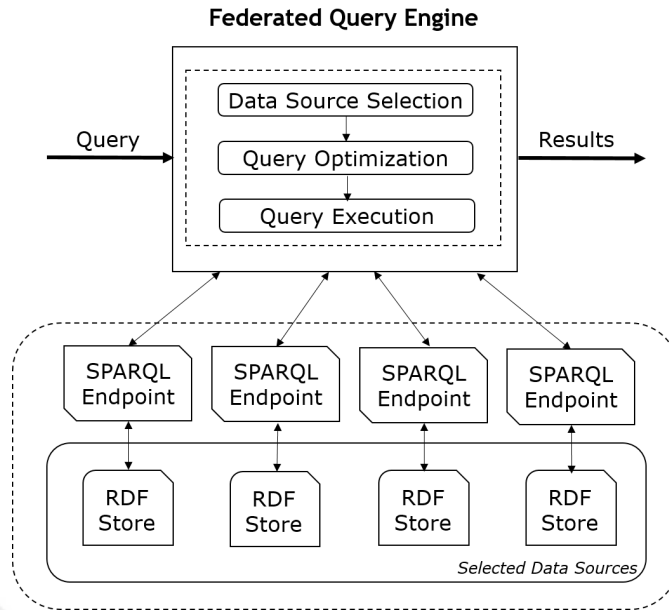 Federated Query Engine
Data Source Selection
Query
Query Optimization
Results
Query Execution
SPARQL
Endpoint
SPARQL
Endpoint
SPARQL
Endpoint
SPARQL
Endpoint
RDF
Store
RDF
Store
RDF
Store
RDF
Store
Selected Data Sources